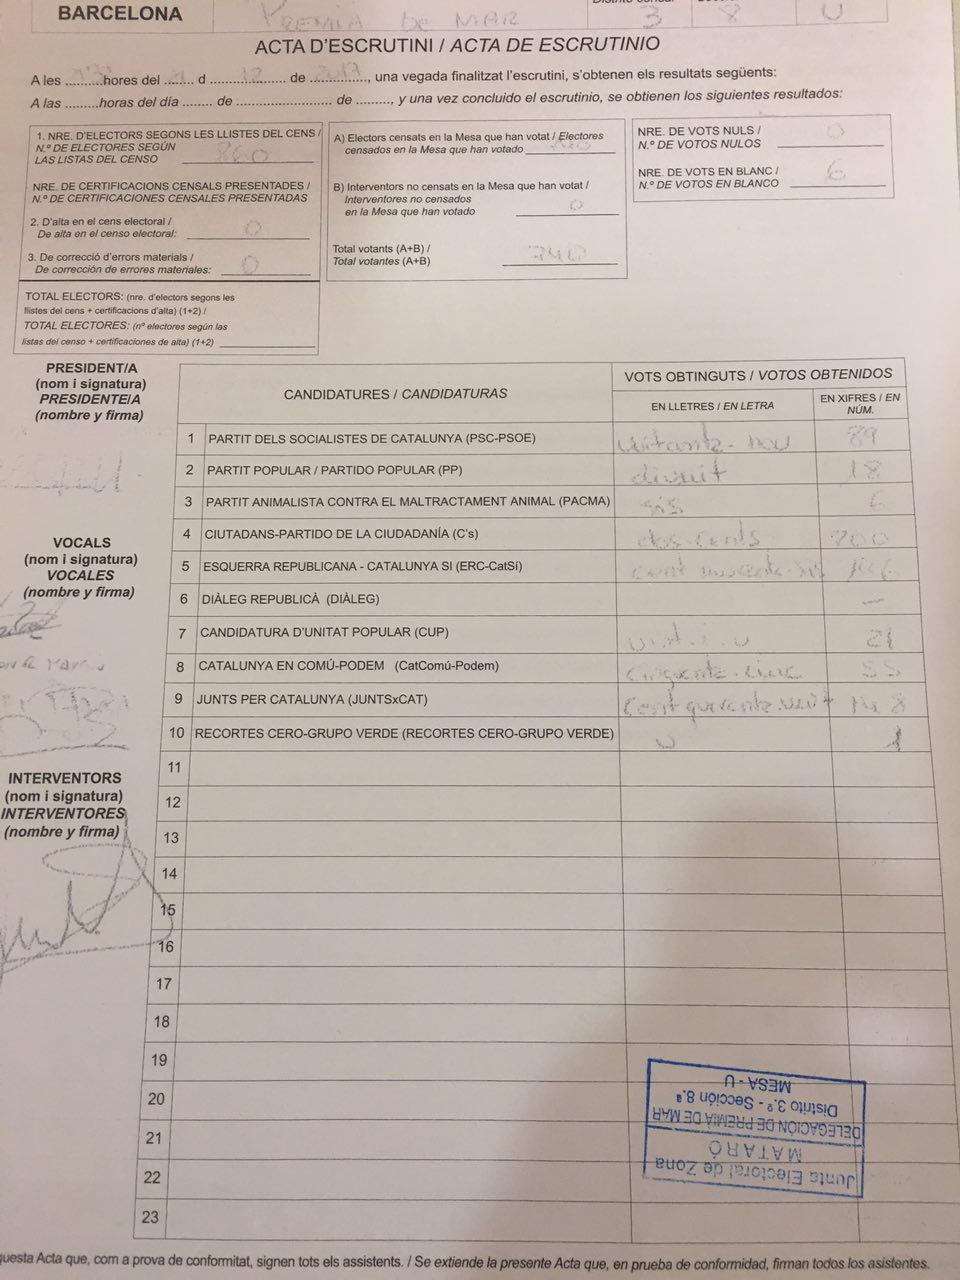 BARCELONA
PREMIÀ DE MAR 3 8 U
ACTA D'ESCRUTINI / ACTA DE ESCRUTINIO
A les ......... hores del ....... d ................. de 2017, una vegada finalitzat l'escrutini, s'obtenen els resultats següents:
A las .........horas del día ........ de ........................ de ........., y una vez concluido el escrutinio, se obtienen los siguientes resultados:
1. NRE. D'ELECTORS SEGONS LES LLISTES DEL CENS /
N.º DE ELECTORES SEGÚN
LAS LISTAS DEL CENSO 860
NRE. DE CERTIFICACIONS CENSALS PRESENTADES /
N.º DE CERTIFICACIONES CENSALES PRESENTADAS
2. D'alta en el cens electoral /
De alta en el censo electoral: 0
3. De correcció d'errors materials /
De corrección de errores materiales: 0
TOTAL ELECTORS: (nre. d'electors segons les
llistes del cens + certificacions d'alta) (1+2) /
TOTAL ELECTORES: (nº electores según las
listas del censo + certificaciones de alta) (1+2)
A) Electors censats en la Mesa que han votat / Electores
censados en la Mesa que han votado
B) Interventors no censats en la Mesa que han votat /
Interventores no censados
en la Mesa que han votado 0
Total votants (A+B) /
Total votantes (A+B) 740
NRE. DE VOTS NULS /
N.º DE VOTOS NULOS 0
NRE. DE VOTS EN BLANC /
N.º DE VOTOS EN BLANCO 6
PRESIDENT/A
(nom i signatura)
PRESIDENTE/A
(nombre y firma)
VOCALS
(nom i signatura)
VOCALES
(nombre y firma)
INTERVENTORS
(nom i signatura)
INTERVENTORES
(nombre y firma)
CANDIDATURES / CANDIDATURAS
VOTS OBTINGUTS / VOTOS OBTENIDOS
EN LLETRES / EN LETRA
EN XIFRES / EN
NÚM.
1 PARTIT DELS SOCIALISTES DE CATALUNYA (PSC-PSOE) vuitanta-nou 89
2 PARTIT POPULAR / PARTIDO POPULAR (PP) divuit 18
3 PARTIT ANIMALISTA CONTRA EL MALTRACTAMENT ANIMAL (PACMA) sis 6
4 CIUTADANS-PARTIDO DE LA CIUDADANÍA (C's) dos-cents 200
5 ESQUERRA REPUBLICANA - CATALUNYA SI (ERC-CatSí) cent
6 DIÀLEG REPUBLICÀ (DIÀLEG) —
7 CANDIDATURA D'UNITAT POPULAR (CUP) 21
8 CATALUNYA EN COMÚ-PODEM (CatComú-Podem) cinquanta-cinc 55
9 JUNTS PER CATALUNYA (JUNTSxCAT) cent quaranta vuit 148
10 RECORTES CERO-GRUPO VERDE (RECORTES CERO-GRUPO VERDE) 1
11
12
13
14
15
16
17
18
19
20
21
22
23
Junta Electoral de Zona
MATARÓ
DELEGACIÓN DE PREMIA DE MAR
Distrito 3.º - Sección 8.ª
MESA - U
questa Acta que, com a prova de conformitat, signen tots els assistents. / Se extiende la presente Acta que, en prueba de conformidad, firman todos los asistentes.